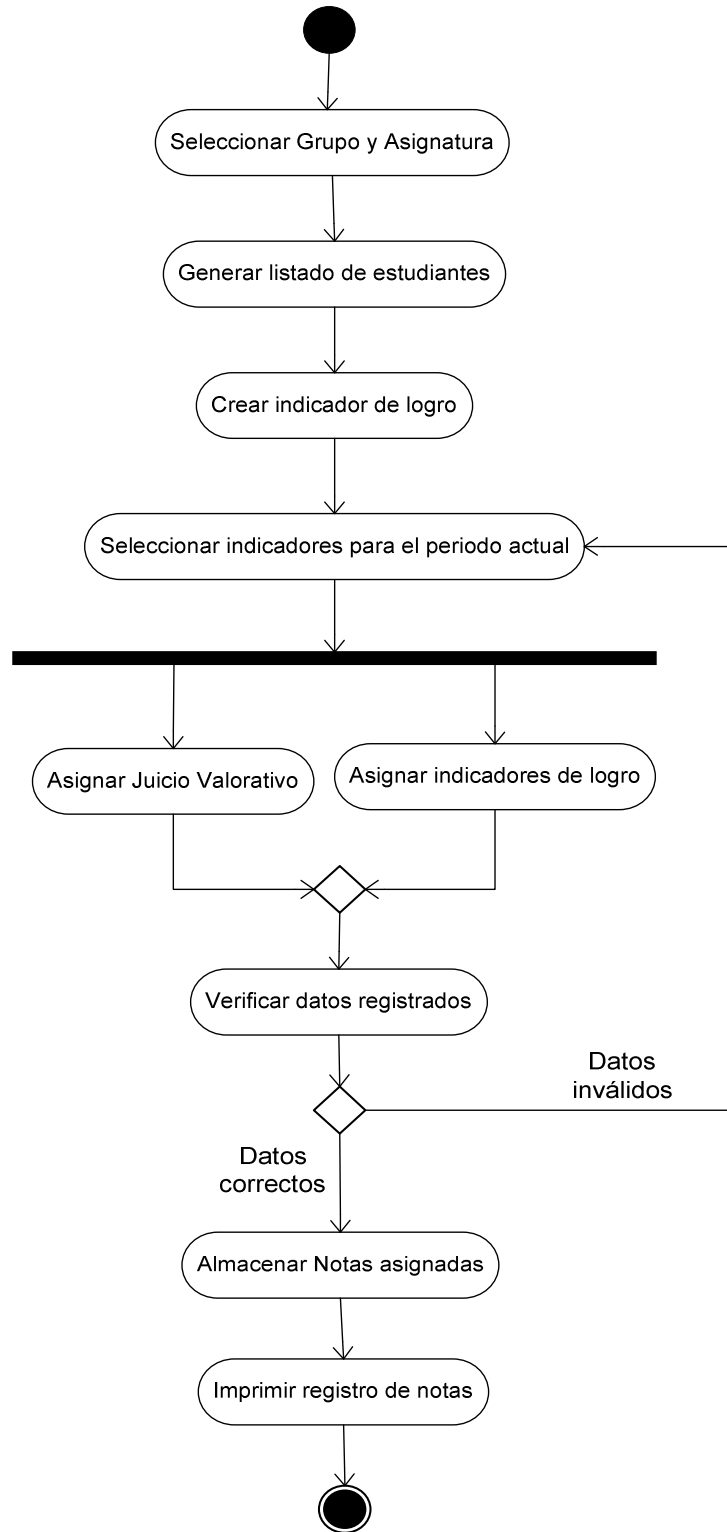 Seleccionar Grupo y Asignatura
Generar listado de estudiantes
Crear indicador de logro
Seleccionar indicadores para el periodo actual
Asignar Juicio Valorativo
Asignar indicadores de logro
Verificar datos registrados
Datos
inválidos
Datos
correctos
Almacenar Notas asignadas
Imprimir registro de notas